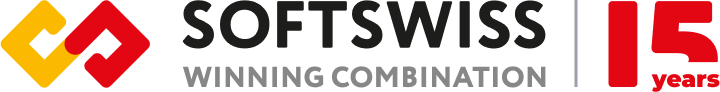 SOFTSWISS
WINNING COMBINATION
15
years